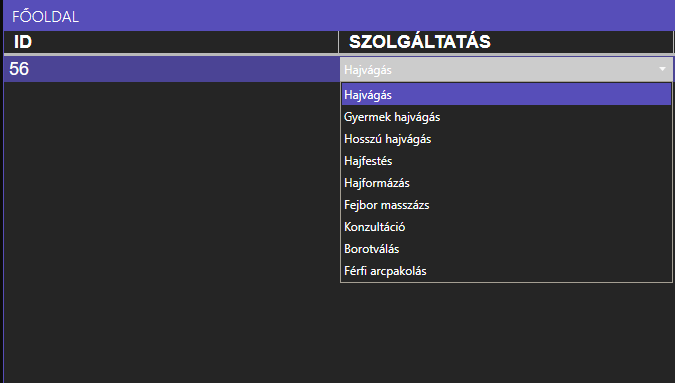 FŐOLDAL
ID SZOLGÁLTATÁS
56 Hajvágás
Hajvágás
Gyermek hajvágás
Hosszú hajvágás
Hajfestés
Hajformázás
Fejbor masszázs
Konzultáció
Borotválás
Férfi arcpakolás